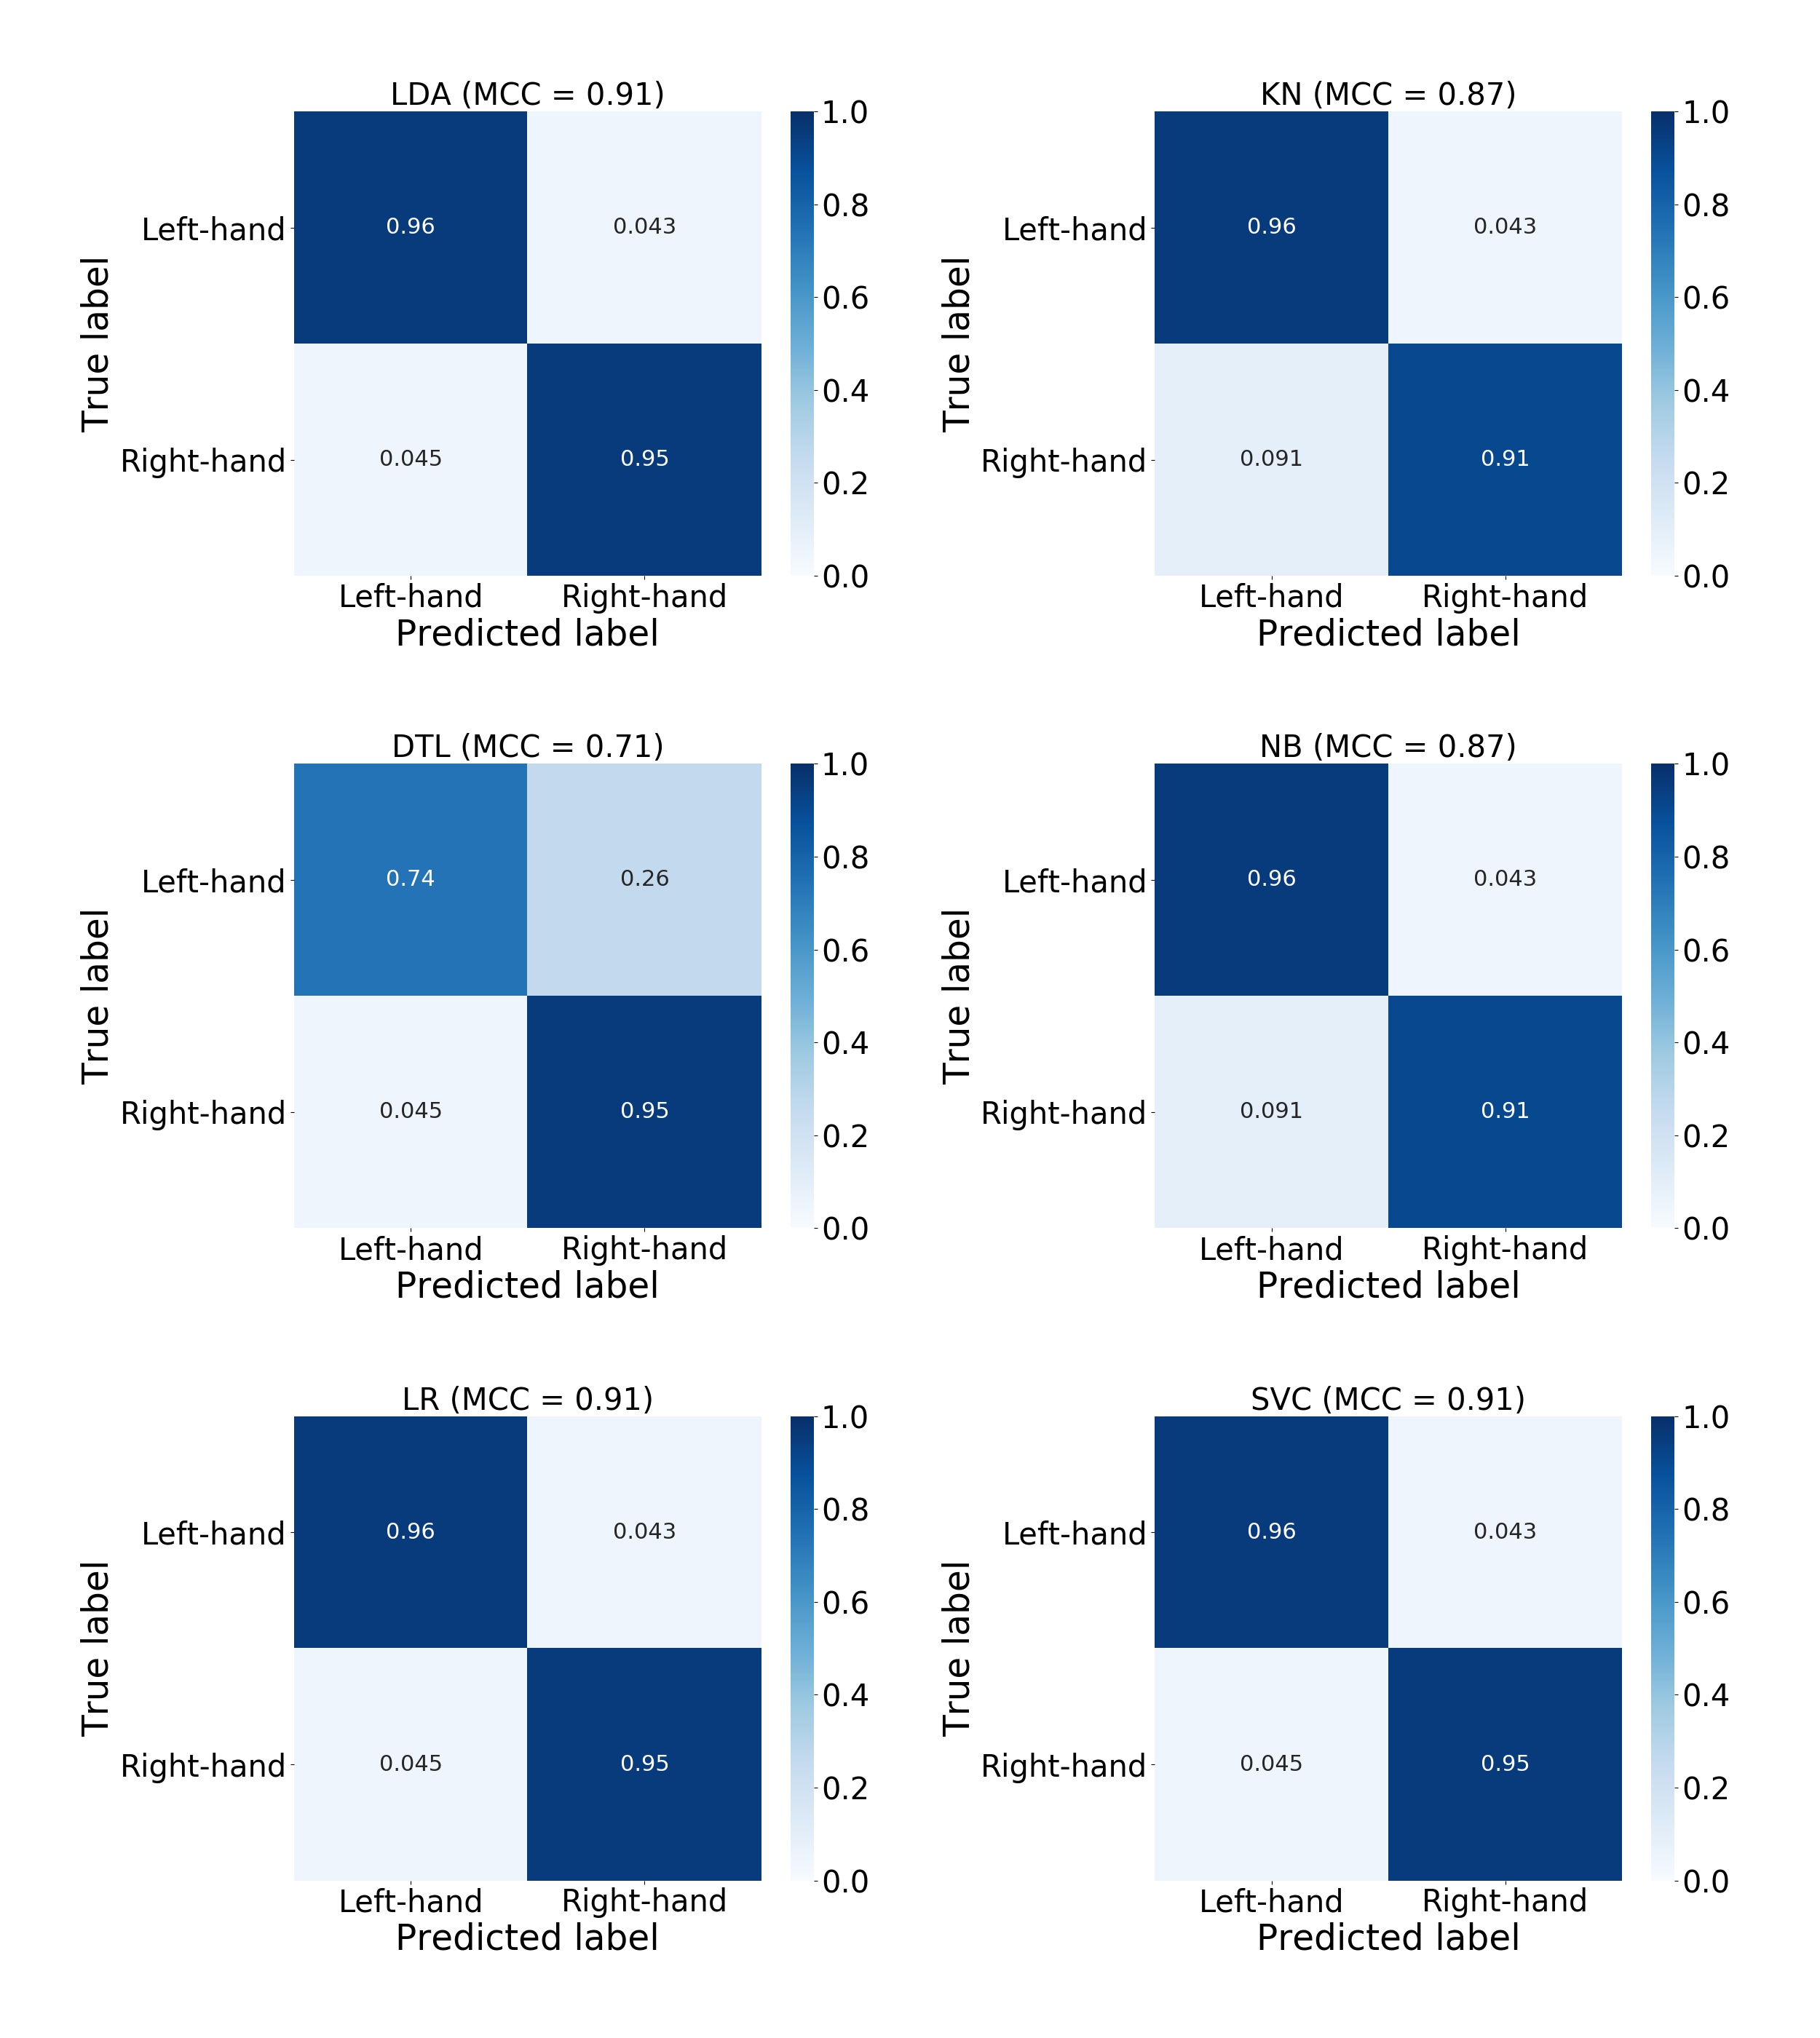 LDA (MCC = 0.91)
True label
Left-hand
Right-hand
0.96
0.043
0.045
0.95
Left-hand
Right-hand
Predicted label
1.0
0.8
0.6
0.4
0.2
0.0
KN (MCC = 0.87)
True label
Left-hand
Right-hand
0.96
0.043
0.091
0.91
Left-hand
Right-hand
Predicted label
1.0
0.8
0.6
0.4
0.2
0.0
DTL (MCC = 0.71)
True label
Left-hand
Right-hand
0.74
0.26
0.045
0.95
Left-hand
Right-hand
Predicted label
1.0
0.8
0.6
0.4
0.2
0.0
NB (MCC = 0.87)
True label
Left-hand
Right-hand
0.96
0.043
0.091
0.91
Left-hand
Right-hand
Predicted label
1.0
0.8
0.6
0.4
0.2
0.0
LR (MCC = 0.91)
True label
Left-hand
Right-hand
0.96
0.043
0.045
0.95
Left-hand
Right-hand
Predicted label
1.0
0.8
0.6
0.4
0.2
0.0
SVC (MCC = 0.91)
True label
Left-hand
Right-hand
0.96
0.043
0.045
0.95
Left-hand
Right-hand
Predicted label
1.0
0.8
0.6
0.4
0.2
0.0